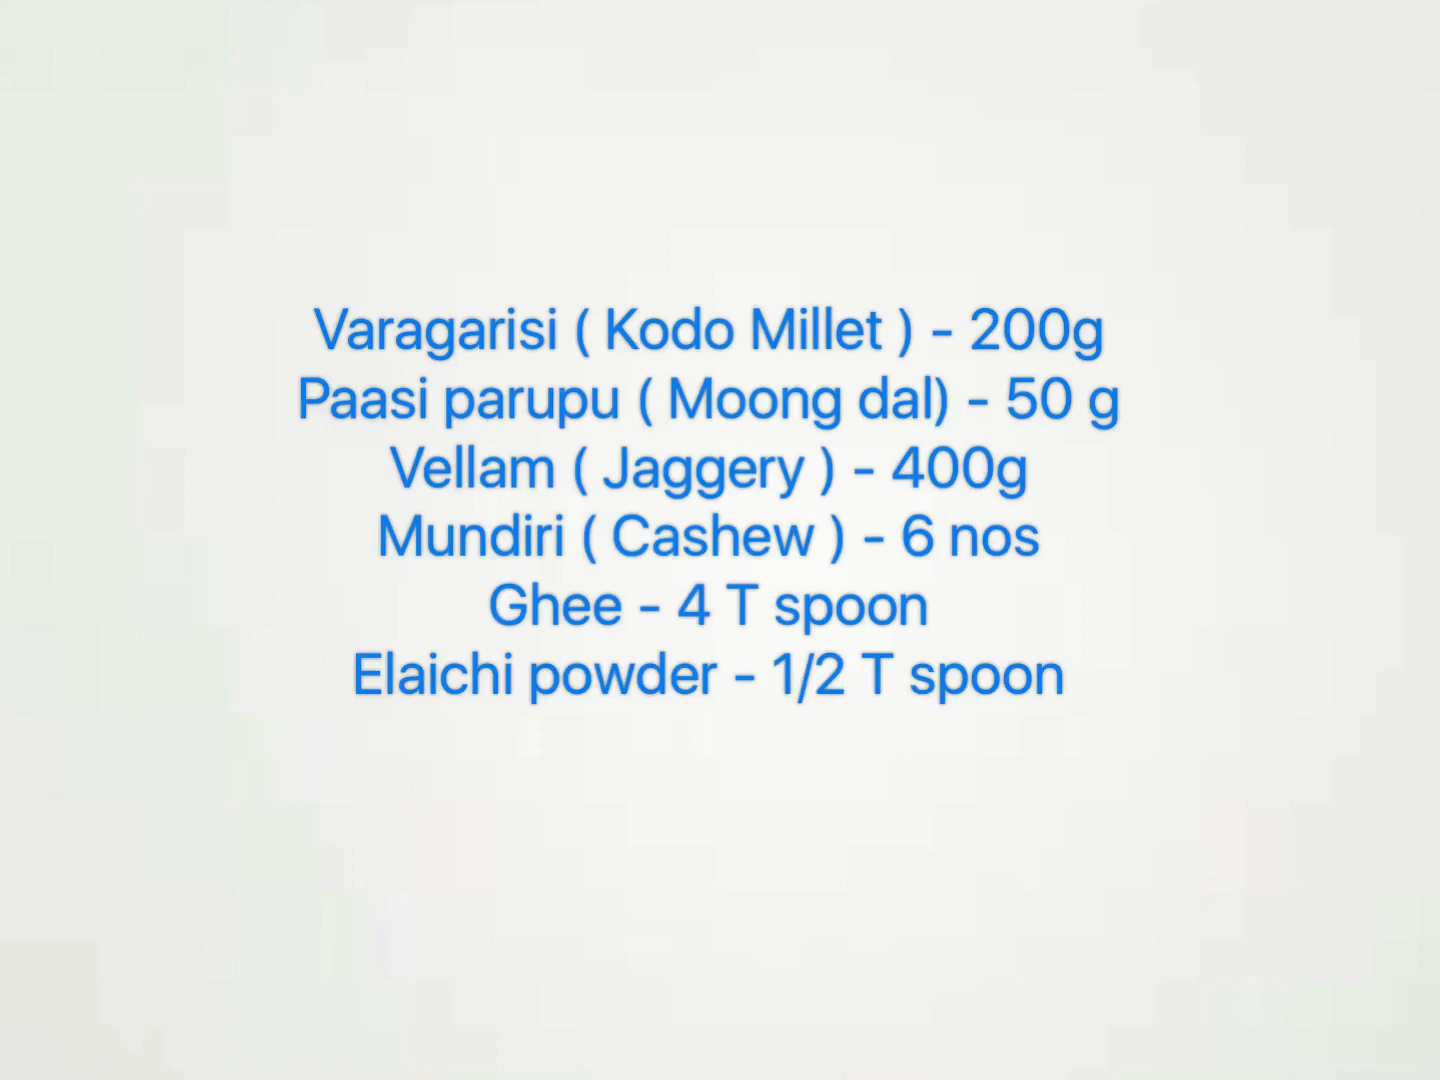 Varagarisi ( Kodo Millet ) - 200g
Paasi parupu ( Moong dal) - 50 g
Vellam ( Jaggery ) - 400g
Mundiri ( Cashew ) - 6 nos
Ghee - 4 T spoon
Elaichi powder - 1/2 T spoon